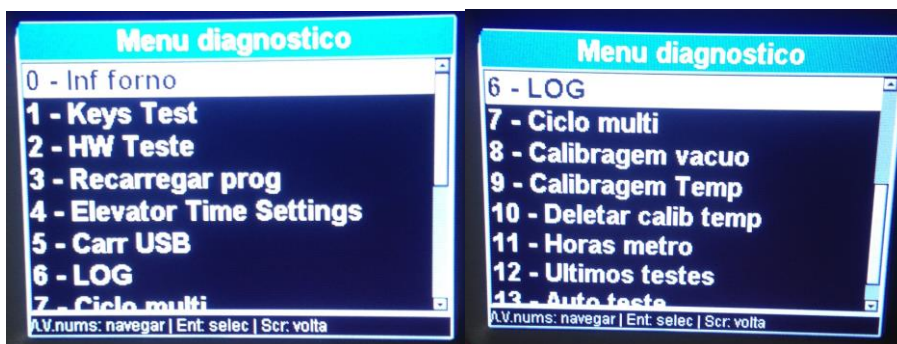 Menu diagnostico
0 - Inf forno
1 - Keys Test
2 - HW Teste
3 - Recarregar prog
4 - Elevator Time Settings
5 - Carr USB
6 - LOG
7 - Ciclo multi
Λ.V.nums: navegar | Ent: selec | Scr: volta
Menu diagnostico
6 - LOG
7 - Ciclo multi
8 - Calibragem vacuo
9 - Calibragem Temp
10 - Deletar calib temp
11 - Horas metro
12 - Ultimos testes
13 - Auto teste
Λ.V.nums: navegar | Ent: selec | Scr: volta